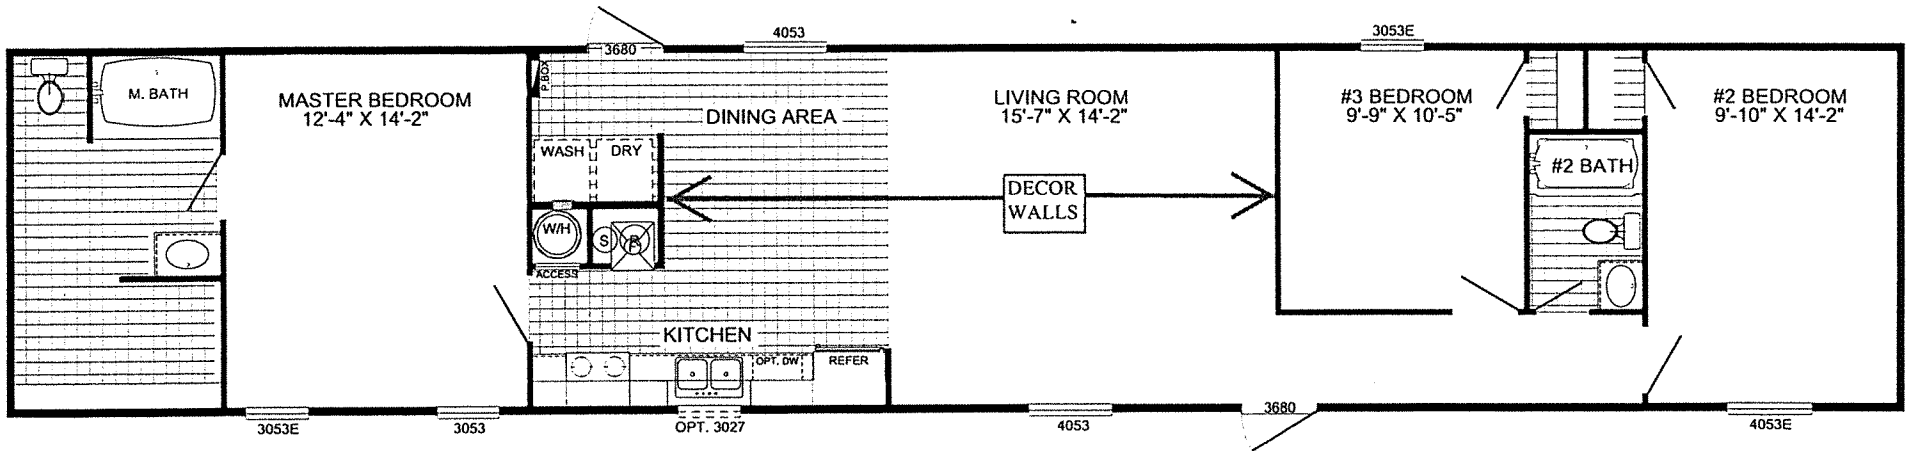 3680
4053
3053E
P.BOX
M. BATH
MASTER BEDROOM
12'-4" X 14'-2"
DINING AREA
LIVING ROOM
15'-7" X 14'-2"
#3 BEDROOM
9'-9" X 10'-5"
#2 BEDROOM
9'-10" X 14'-2"
WASH
DRY
#2 BATH
DECOR
WALLS
W/H
S
R
ACCESS
KITCHEN
OPT. DW
REFER
3053E
3053
OPT. 3027
4053
3680
4053E